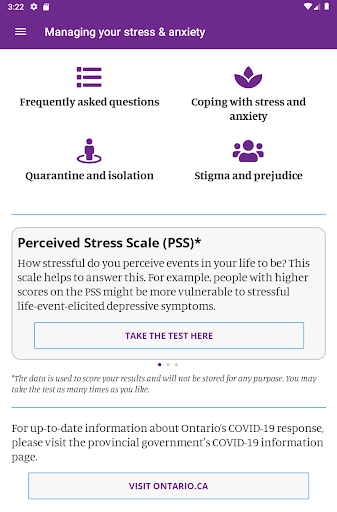 3:22
Managing your stress & anxiety
Frequently asked questions
Coping with stress and
anxiety
Quarantine and isolation
Stigma and prejudice
Perceived Stress Scale (PSS)*
How stressful do you perceive events in your life to be? This
scale helps to answer this. For example, people with higher
scores on the PSS might be more vulnerable to stressful
life-event-elicited depressive symptoms.
TAKE THE TEST HERE
*The data is used to score your results and will not be stored for any purpose. You may
take the test as many times as you like.
For up-to-date information about Ontario's COVID-19 response,
please visit the provincial government's COVID-19 information
page.
VISIT ONTARIO.CA